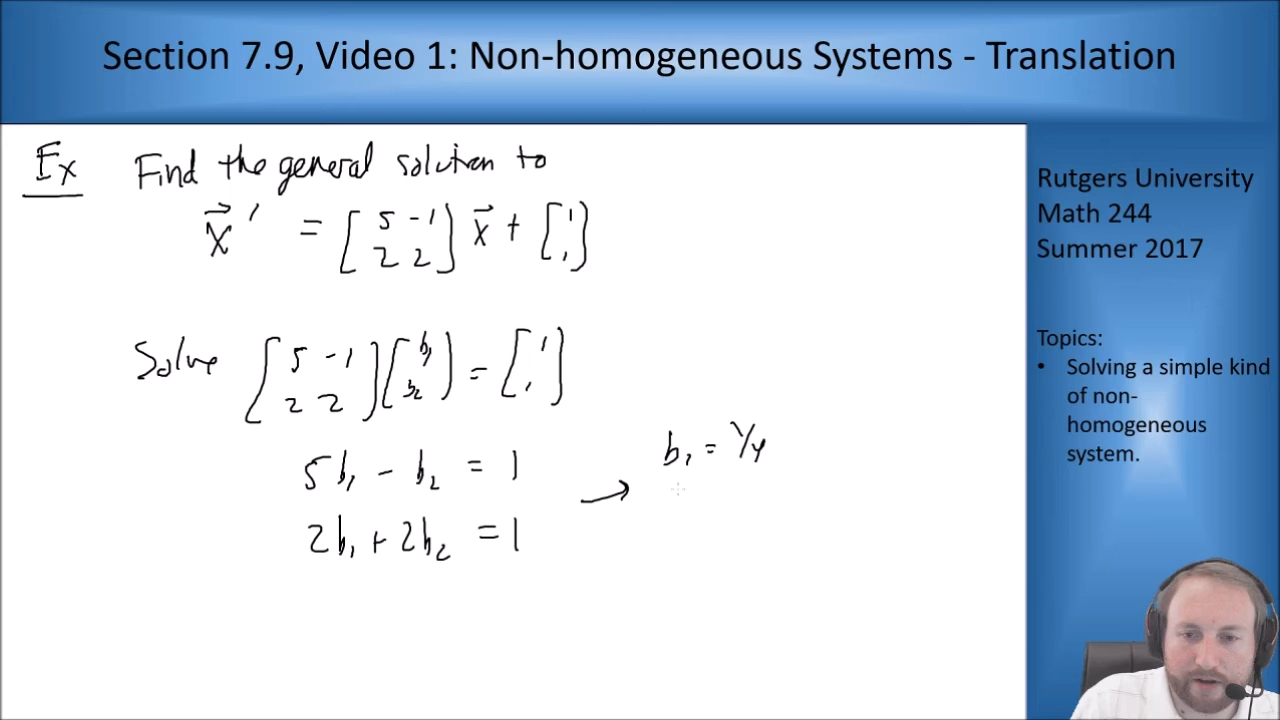 Section 7.9, Video 1: Non-homogeneous Systems - Translation
Ex Find the general solution to
x⃗' = [5 -1; 2 2] x⃗ + [1; 1]
Solve [5 -1; 2 2] [b₁; b₂] = [1; 1]
5b₁ - b₂ = 1
2b₁ + 2b₂ = 1
→ b₁ = 1/4
Rutgers University
Math 244
Summer 2017
Topics:
• Solving a simple kind
of non-
homogeneous
system.